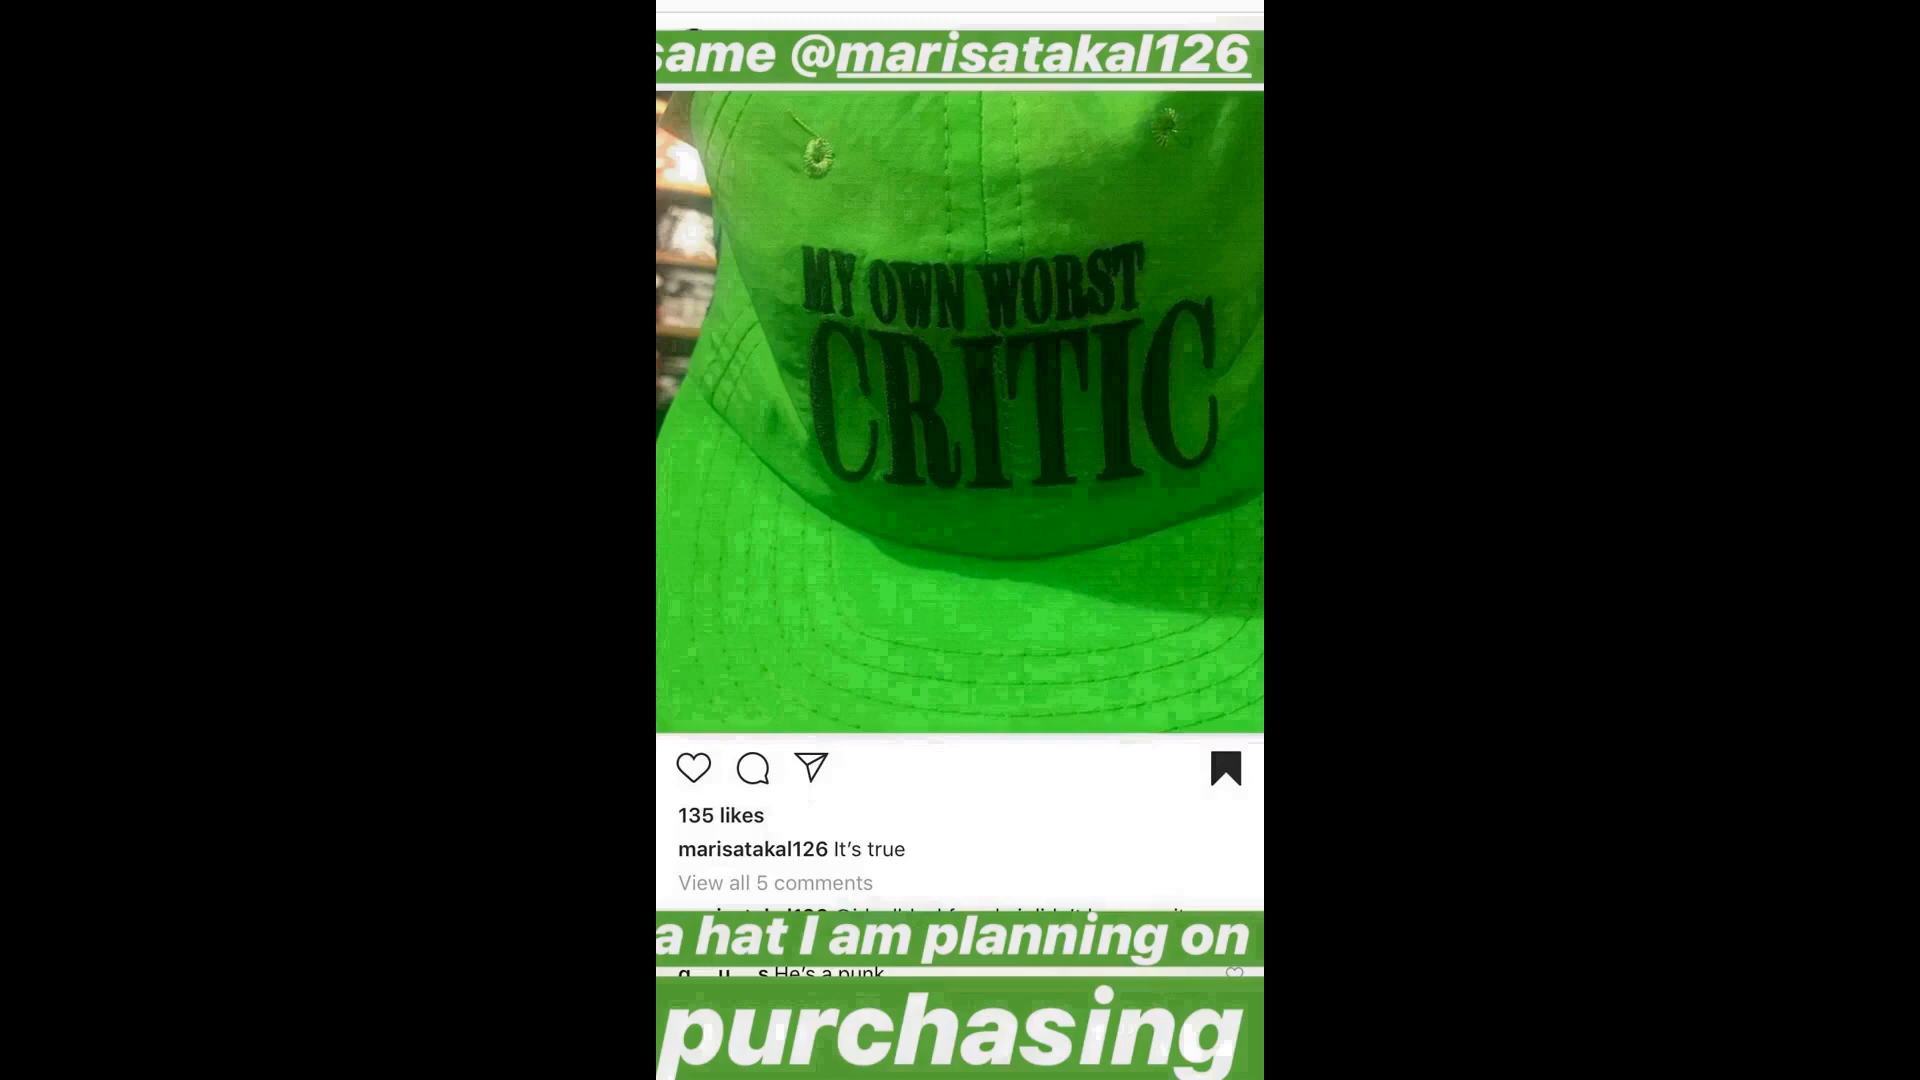 same @marisatakal126
MY OWN WORST
CRITIC
135 likes
marisatakal126 It's true
View all 5 comments
a hat I am planning on
He's a punk
purchasing